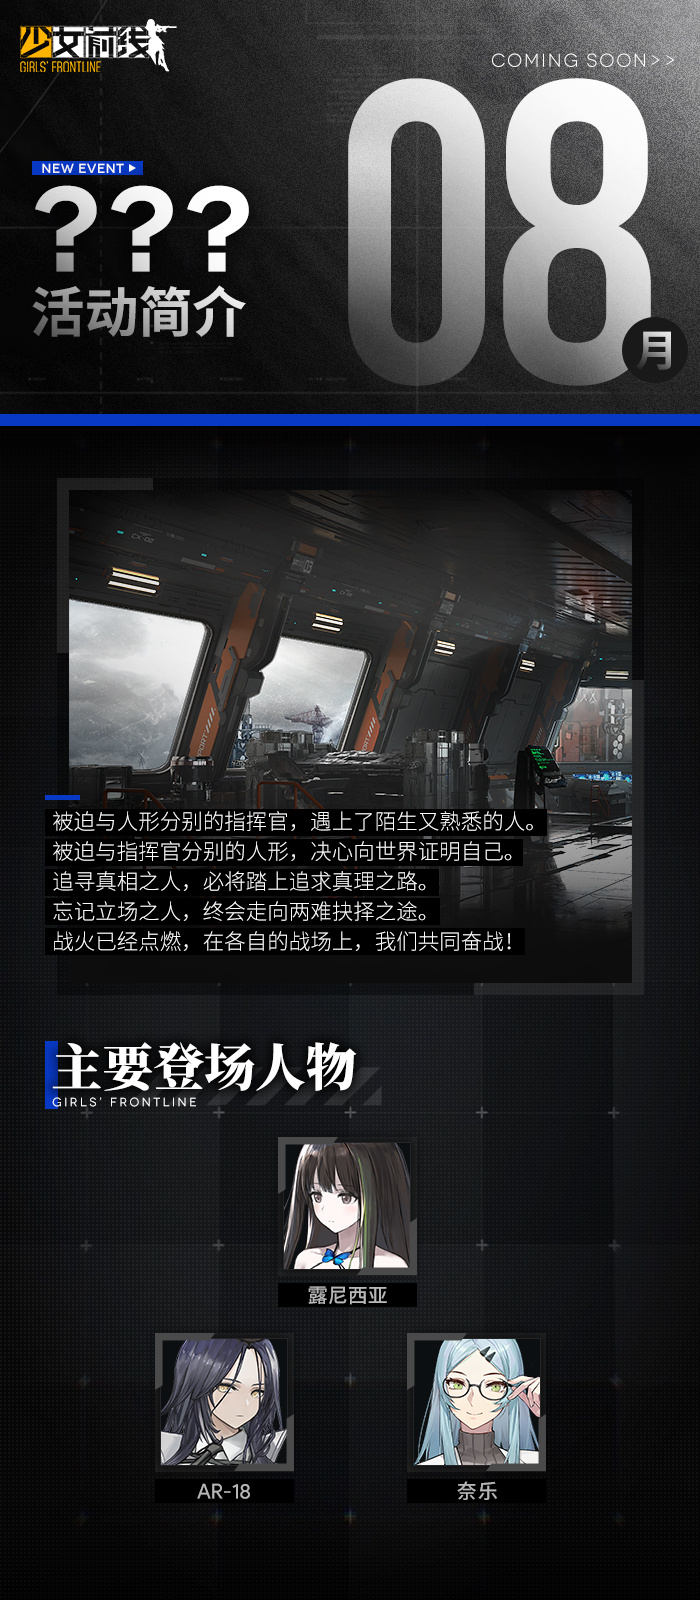 少女前线
GIRLS' FRONTLINE
COMING SOON>>
08
月
NEW EVENT
???
活动简介
被迫与人形分别的指挥官，遇上了陌生又熟悉的人。
被迫与指挥官分别的人形，决心向世界证明自己。
追寻真相之人，必将踏上追求真理之路。
忘记立场之人，终会走向两难抉择之途。
战火已经点燃，在各自的战场上，我们共同奋战！
主要登场人物
GIRLS' FRONTLINE
露尼西亚
AR-18
奈乐